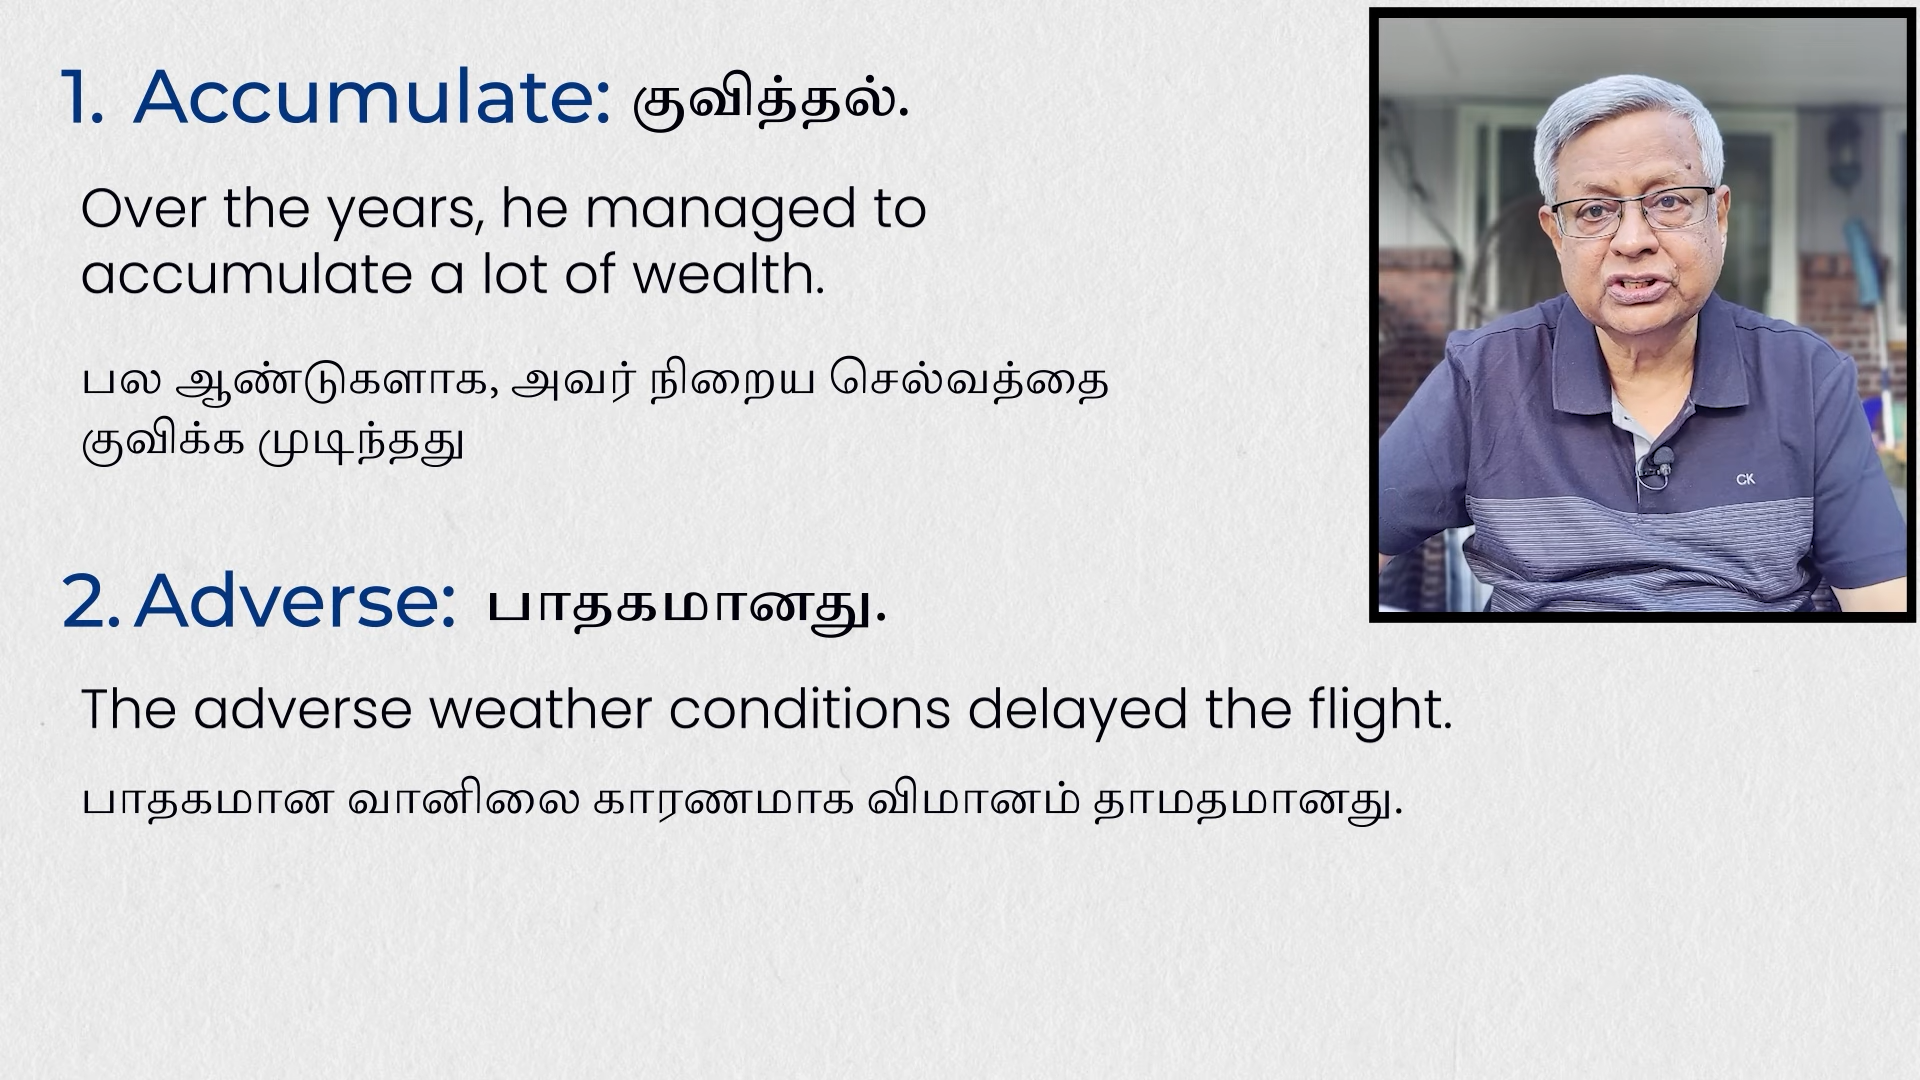 1. Accumulate: குவித்தல்.
Over the years, he managed to
accumulate a lot of wealth.
பல ஆண்டுகளாக, அவர் நிறைய செல்வத்தை
குவிக்க முடிந்தது
2. Adverse: பாதகமானது.
The adverse weather conditions delayed the flight.
பாதகமான வானிலை காரணமாக விமானம் தாமதமானது.
CK